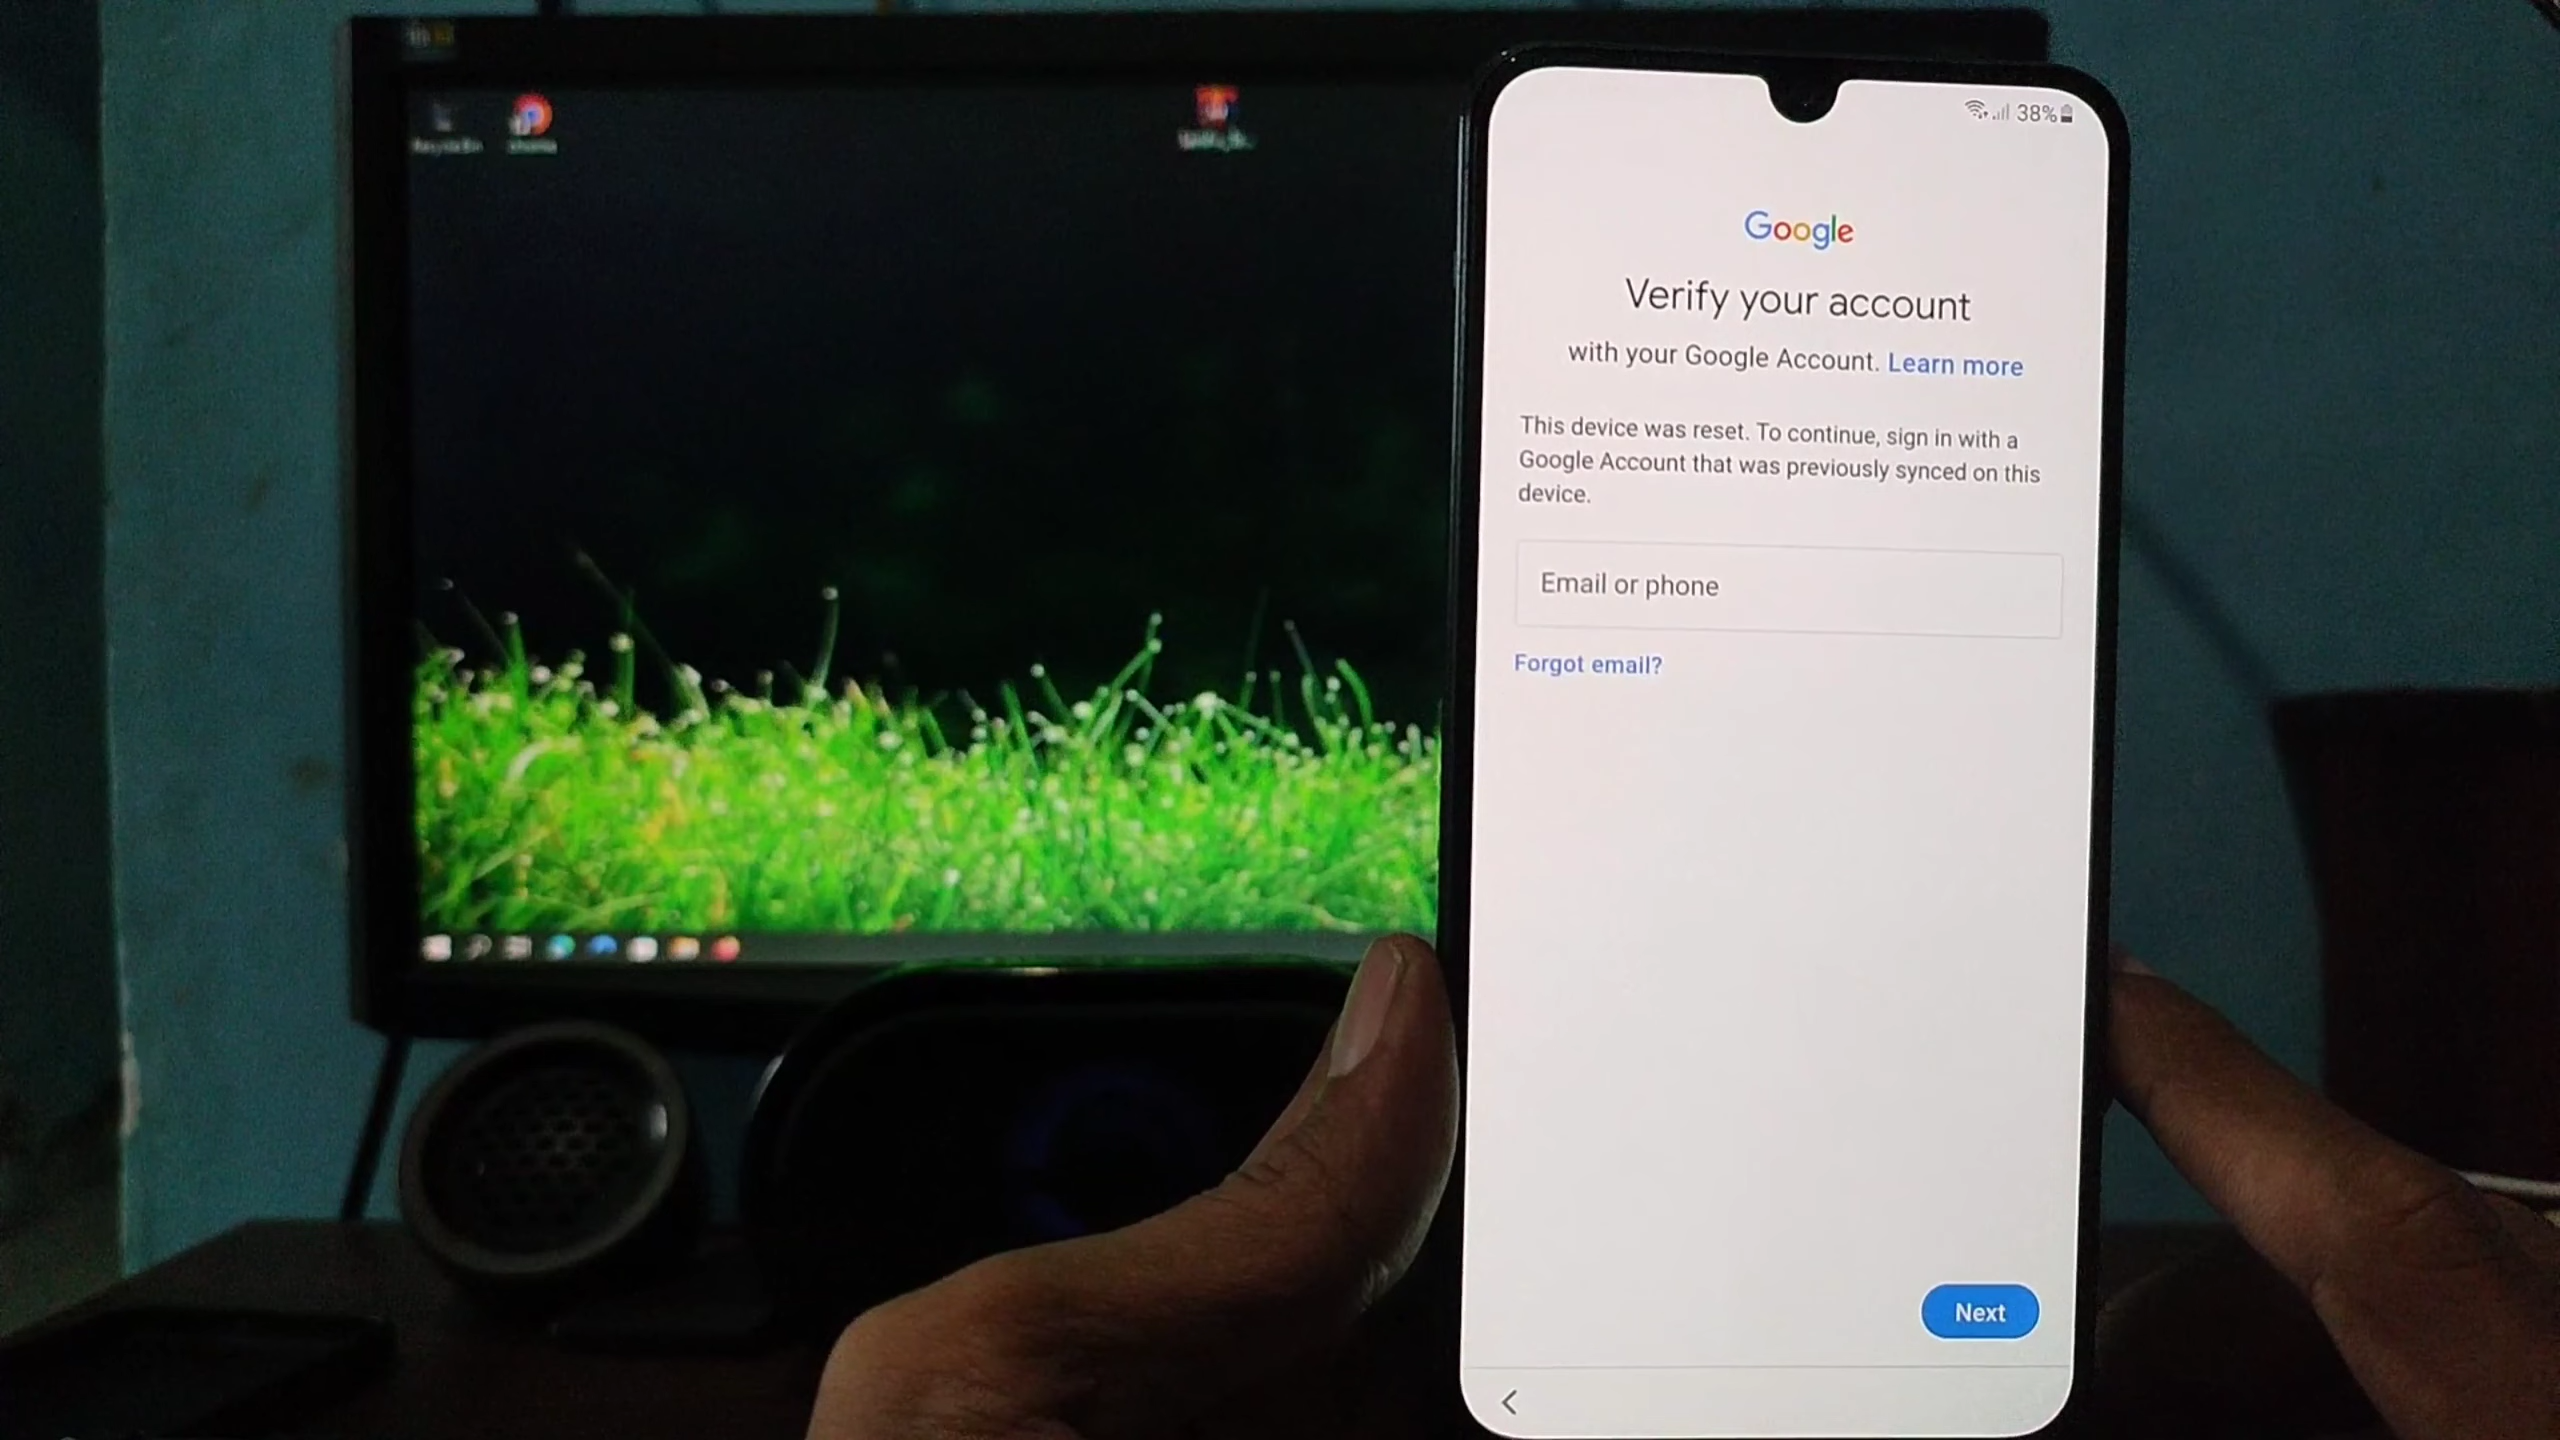 38%
Google
Verify your account
with your Google Account. Learn more
This device was reset. To continue, sign in with a
Google Account that was previously synced on this
device.
Email or phone
Forgot email?
Next